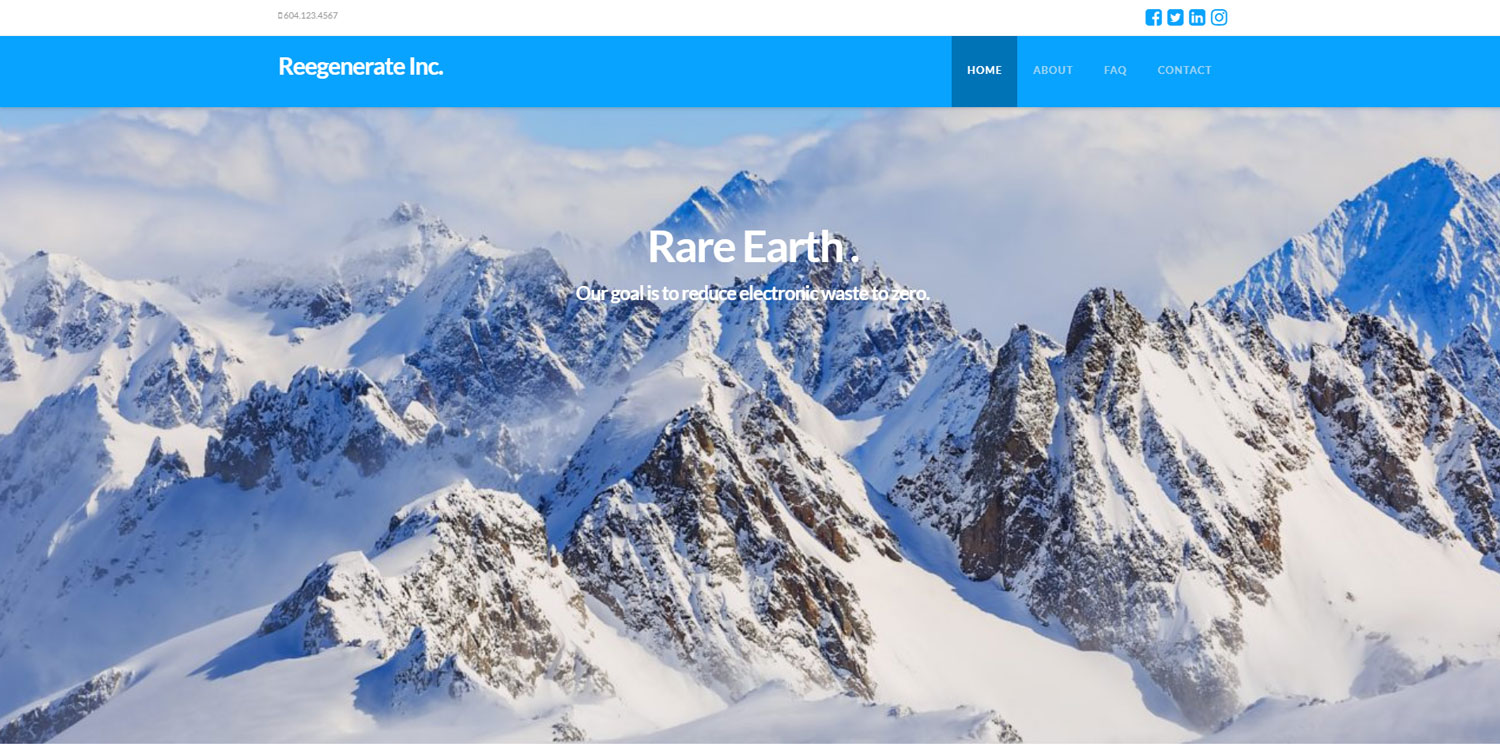 604.123.4567
Reegenerate Inc.
HOME ABOUT FAQ CONTACT
Rare Earth .
Our goal is to reduce electronic waste to zero.